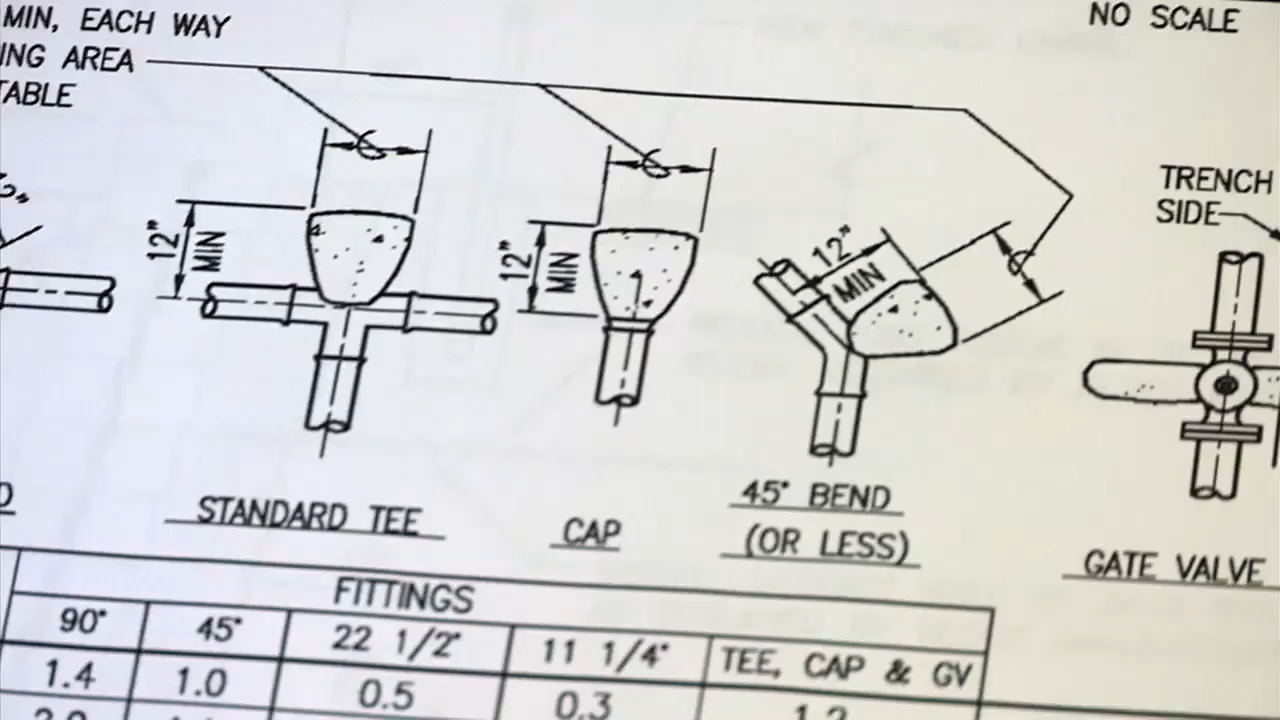 MIN, EACH WAY
ING AREA
TABLE
NO SCALE
TRENCH
SIDE
12" MIN
12" MIN
12" MIN
STANDARD TEE
CAP
45° BEND
(OR LESS)
GATE VALVE
FITTINGS
90° 45° 22 1/2° 11 1/4° TEE, CAP & GV
1.4 1.0 0.5 0.3 1.2